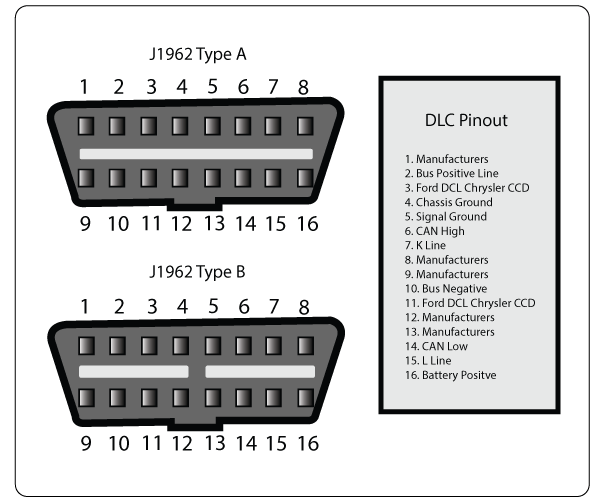 J1962 Type A
1 2 3 4 5 6 7 8
9 10 11 12 13 14 15 16
J1962 Type B
1 2 3 4 5 6 7 8
9 10 11 12 13 14 15 16
DLC Pinout
1. Manufacturers
2. Bus Positive Line
3. Ford DCL Chrysler CCD
4. Chassis Ground
5. Signal Ground
6. CAN High
7. K Line
8. Manufacturers
9. Manufacturers
10. Bus Negative
11. Ford DCL Chrysler CCD
12. Manufacturers
13. Manufacturers
14. CAN Low
15. L Line
16. Battery Positve